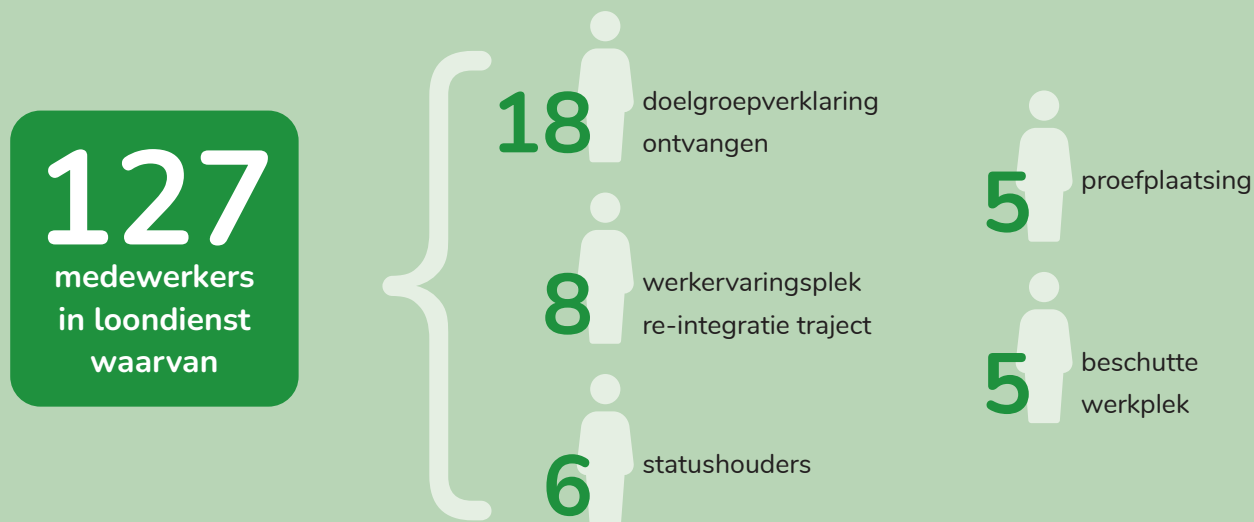 127
medewerkers
in loondienst
waarvan
18
doelgroepverklaring
ontvangen
8
werkervaringsplek
re-integratie traject
6
statushouders
5
proefplaatsing
5
beschutte
werkplek